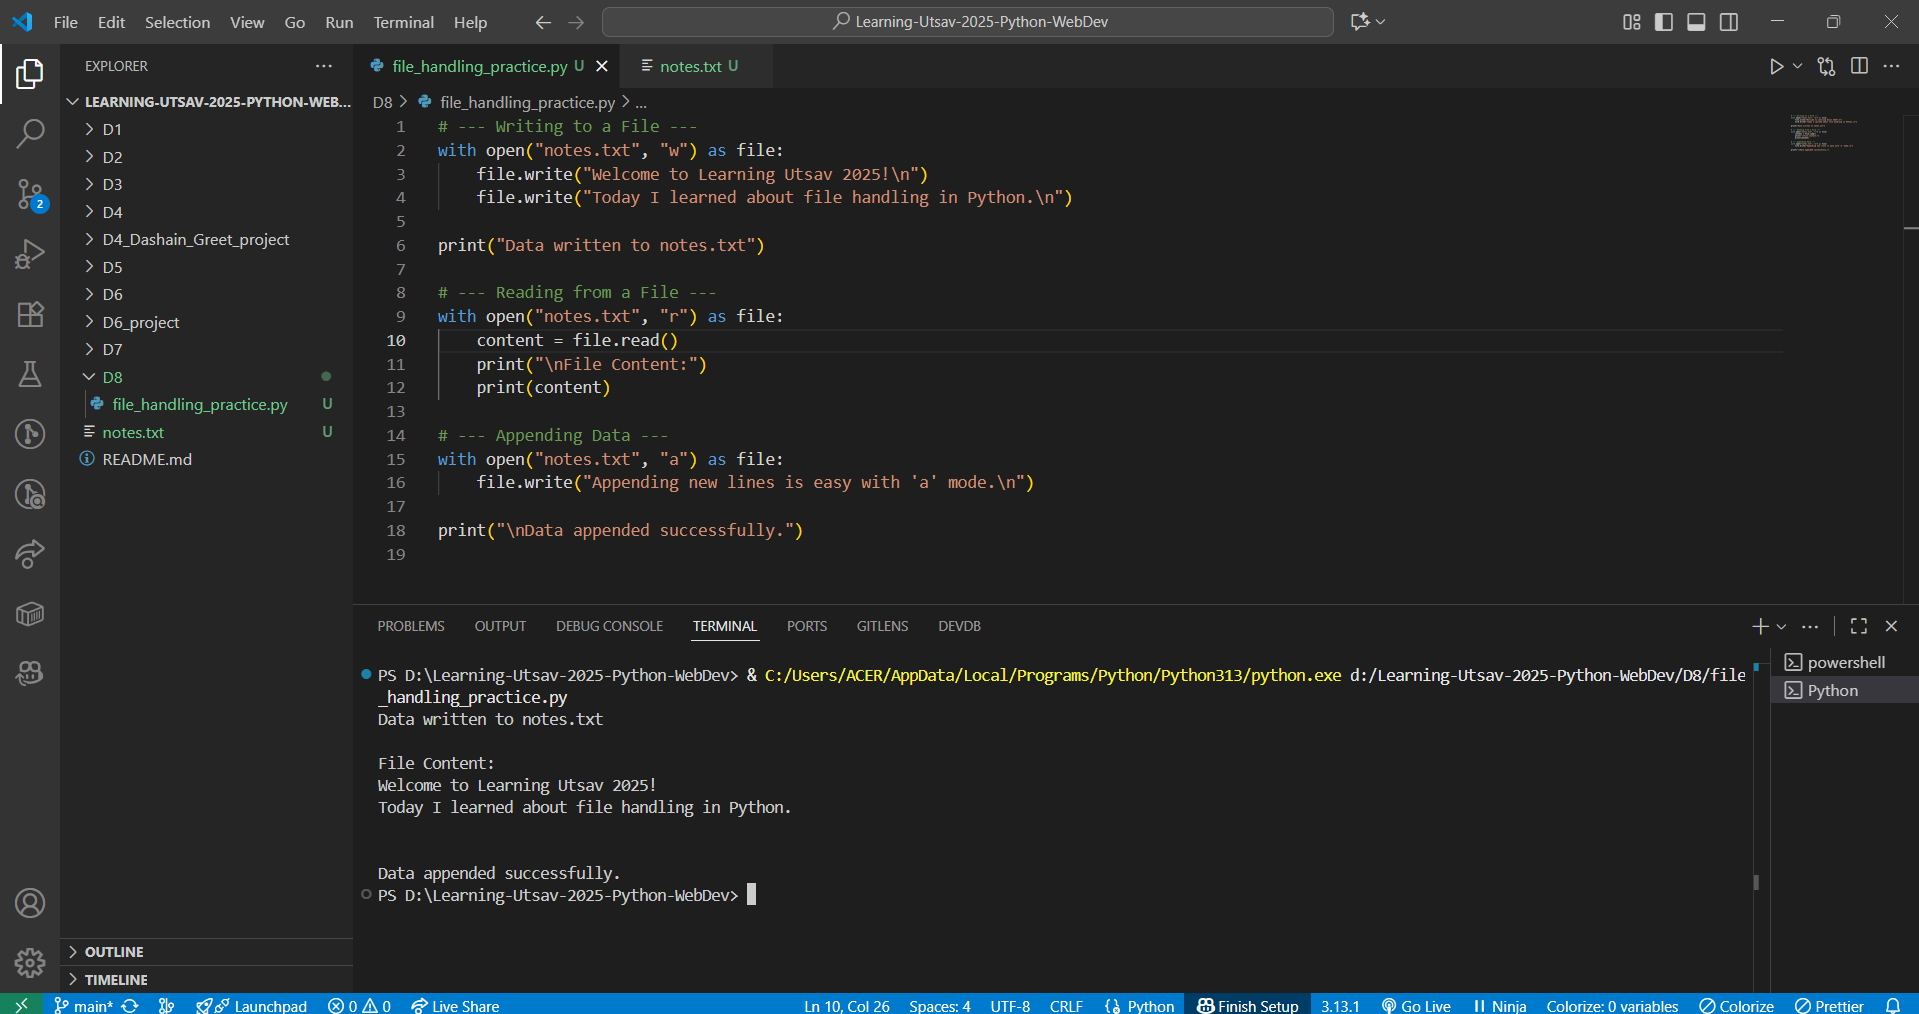 File Edit Selection View Go Run Terminal Help
Learning-Utsav-2025-Python-WebDev
EXPLORER
LEARNING-UTSAV-2025-PYTHON-WEB...
D1
D2
D3
D4
D4_Dashain_Greet_project
D5
D6
D6_project
D7
D8
file_handling_practice.py U
notes.txt U
README.md
OUTLINE
TIMELINE
2
file_handling_practice.py U
notes.txt U
D8 > file_handling_practice.py > ...
1 # --- Writing to a File ---
2 with open("notes.txt", "w") as file:
3 file.write("Welcome to Learning Utsav 2025!\n")
4 file.write("Today I learned about file handling in Python.\n")
5
6 print("Data written to notes.txt")
7
8 # --- Reading from a File ---
9 with open("notes.txt", "r") as file:
10 content = file.read()
11 print("\nFile Content:")
12 print(content)
13
14 # --- Appending Data ---
15 with open("notes.txt", "a") as file:
16 file.write("Appending new lines is easy with 'a' mode.\n")
17
18 print("\nData appended successfully.")
19
PROBLEMS OUTPUT DEBUG CONSOLE TERMINAL PORTS GITLENS DEVDB
PS D:\Learning-Utsav-2025-Python-WebDev> & C:/Users/ACER/AppData/Local/Programs/Python/Python313/python.exe d:/Learning-Utsav-2025-Python-WebDev/D8/file
_handling_practice.py
Data written to notes.txt
File Content:
Welcome to Learning Utsav 2025!
Today I learned about file handling in Python.
Data appended successfully.
PS D:\Learning-Utsav-2025-Python-WebDev>
powershell
Python
main* Launchpad 0 0 Live Share Ln 10, Col 26 Spaces: 4 UTF-8 CRLF Python Finish Setup 3.13.1 Go Live Ninja Colorize: 0 variables Colorize Prettier